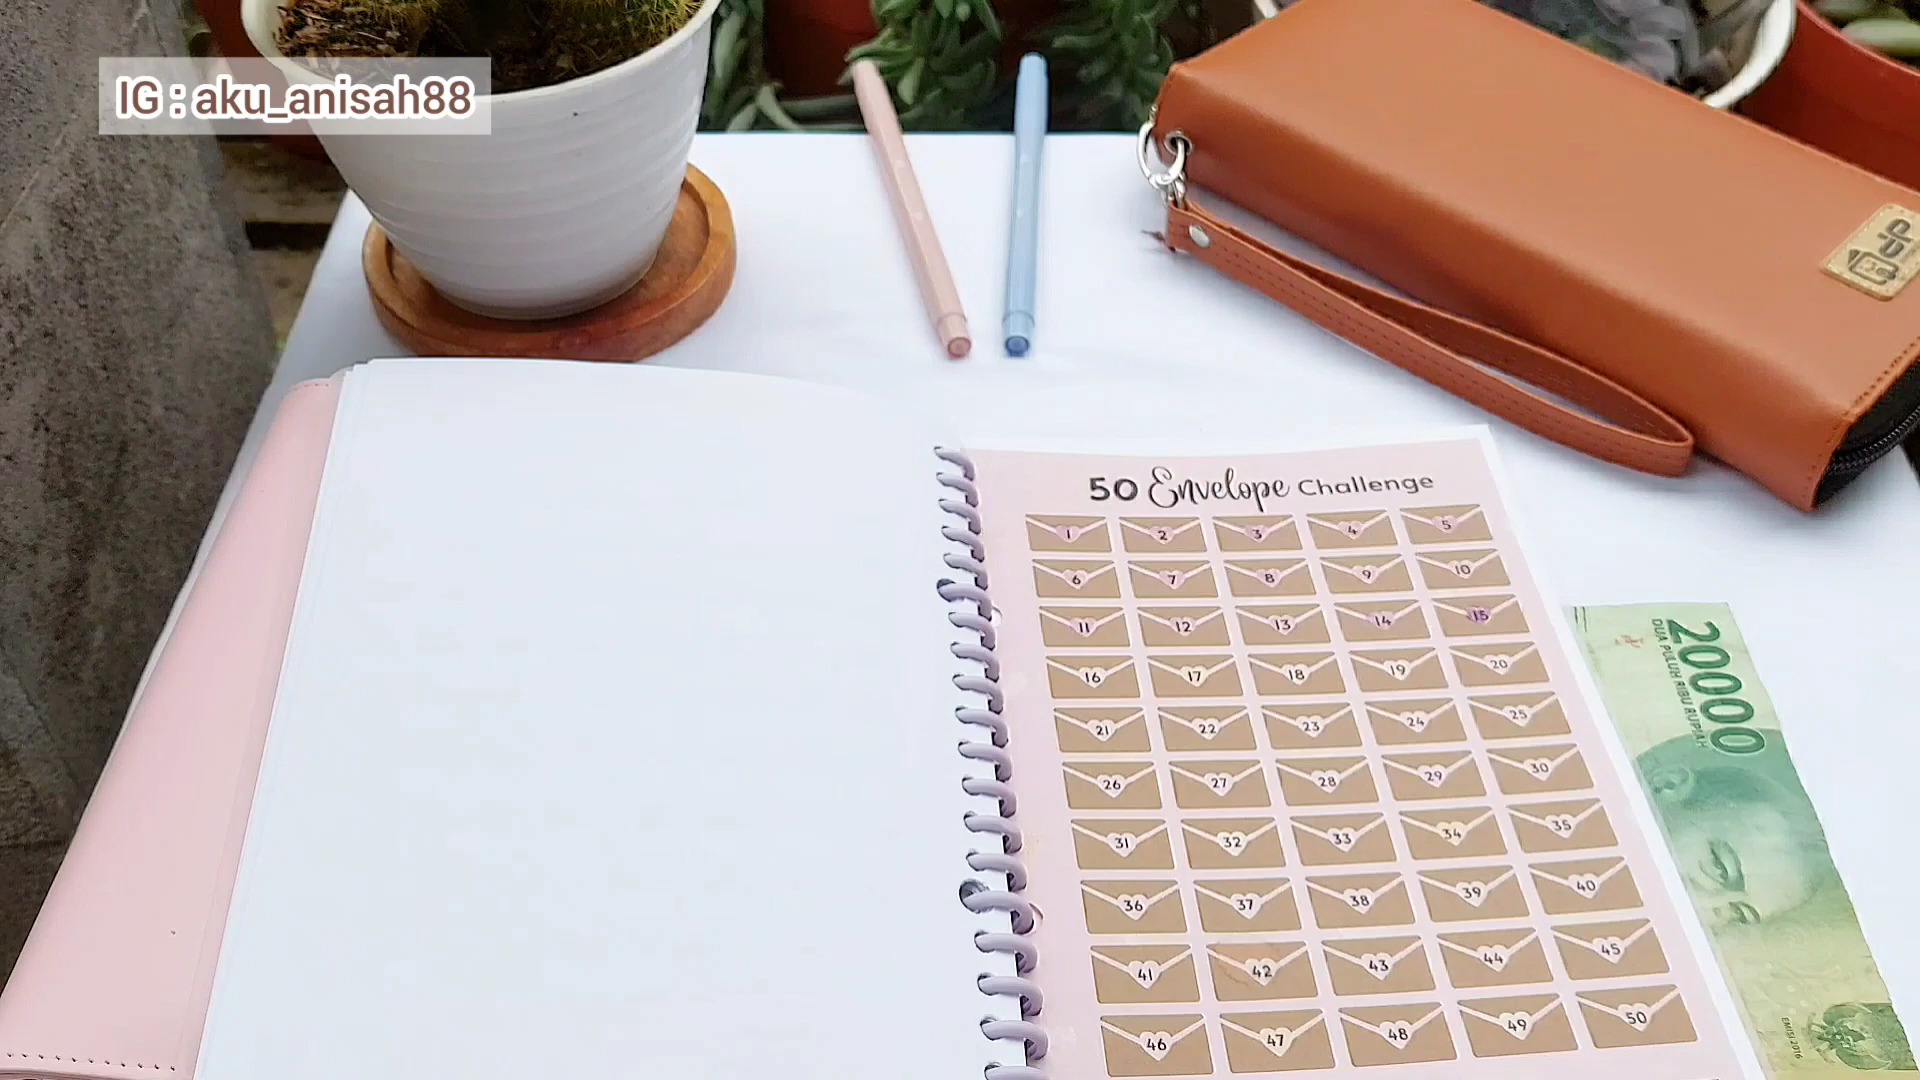 IG : aku_anisah88
50 Envelope Challenge
1 2 3 4 5
6 7 8 9 10
11 12 13 14 15
16 17 18 19 20
21 22 23 24 25
26 27 28 29 30
31 32 33 34 35
36 37 38 39 40
41 42 43 44 45
46 47 48 49 50
20000
DUA PULUH RIBU RUPIAH
EMISI 2016
dp